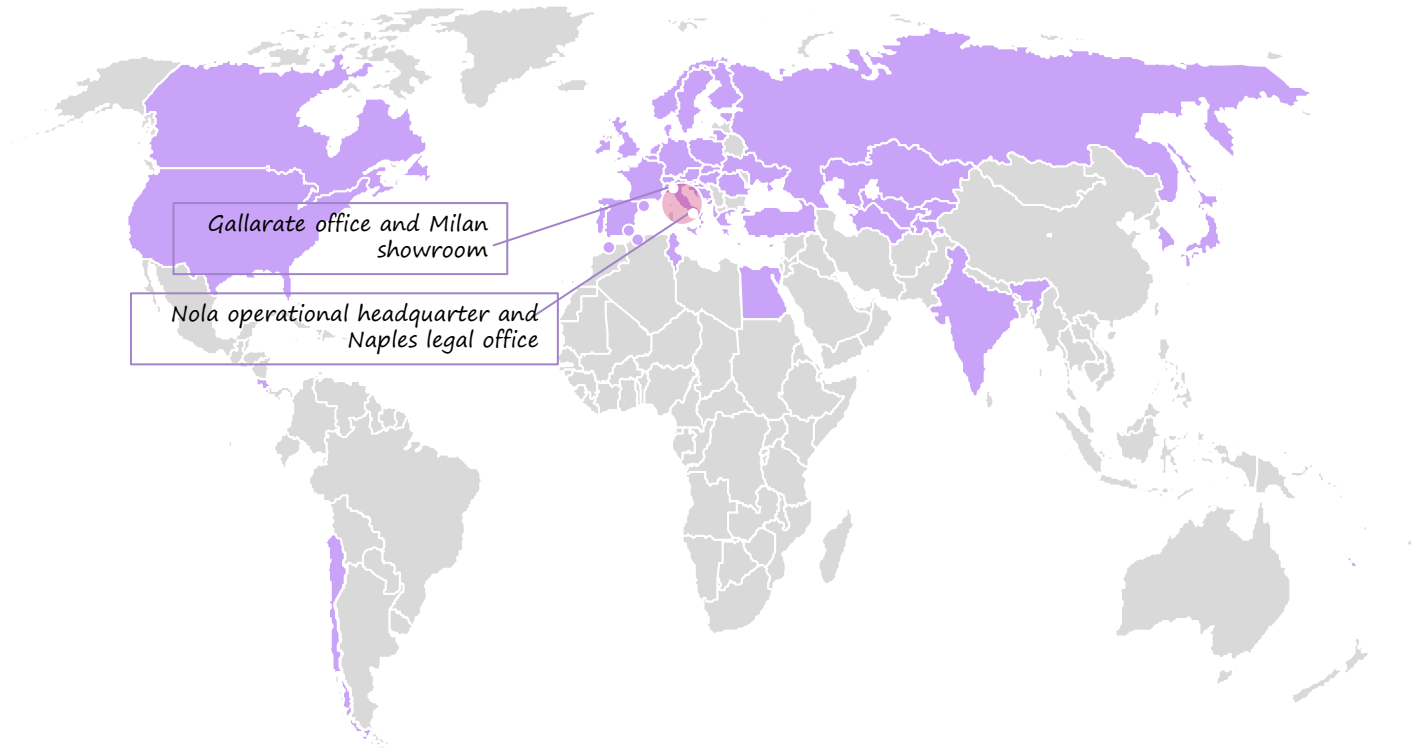 Gallarate office and Milan
showroom
Nola operational headquarter and
Naples legal office